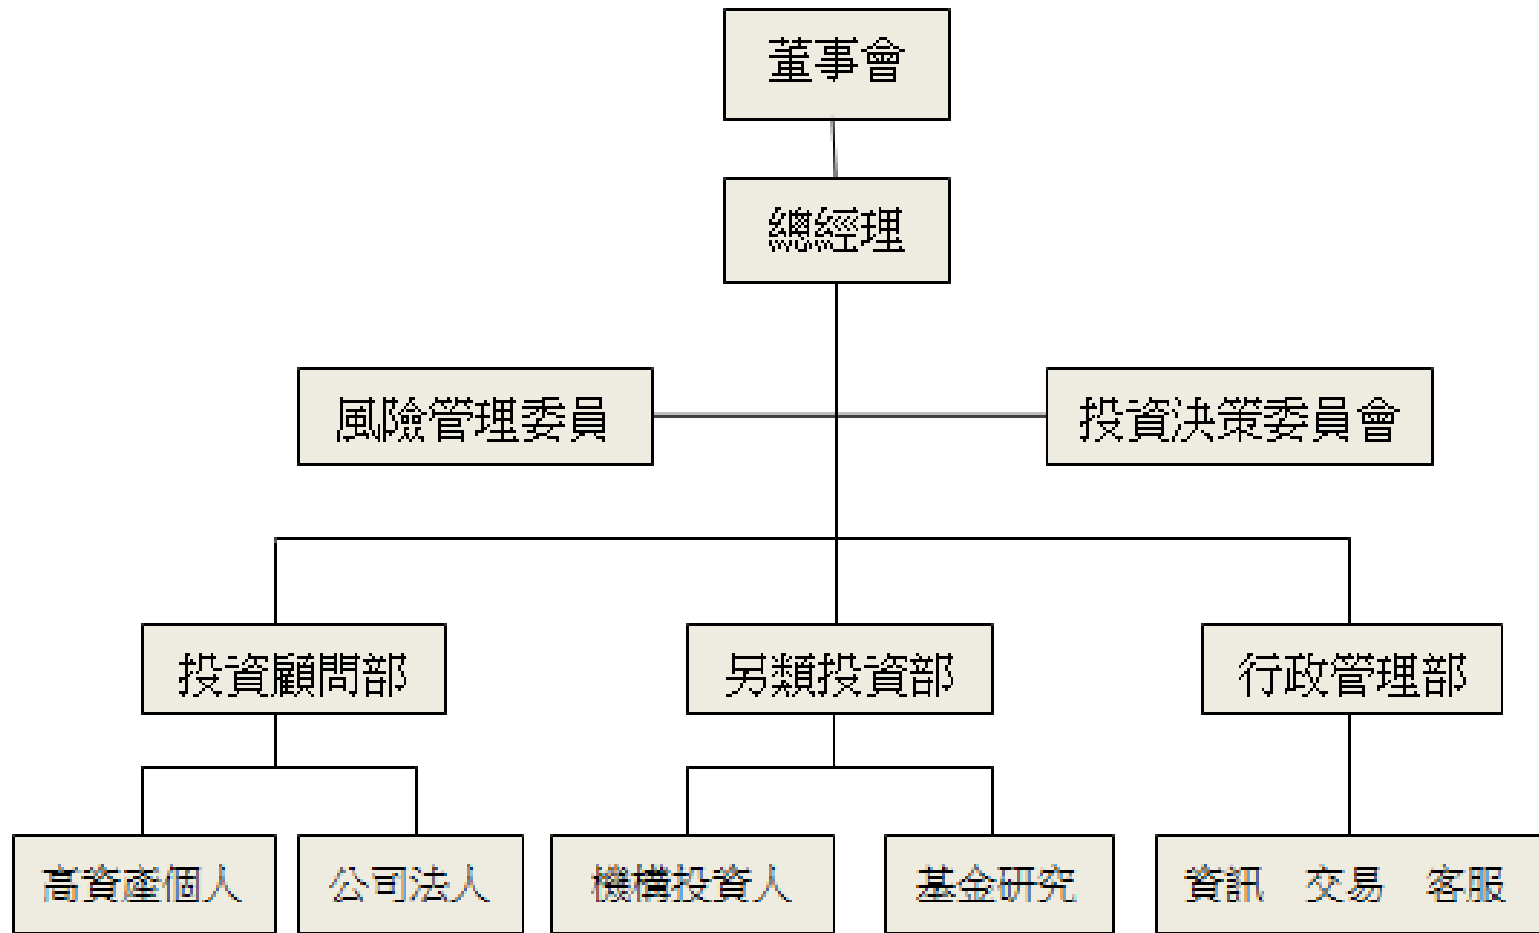 董事會
總經理
風險管理委員
投資決策委員會
投資顧問部
另類投資部
行政管理部
高資產個人
公司法人
機構投資人
基金研究
資訊 交易 客服